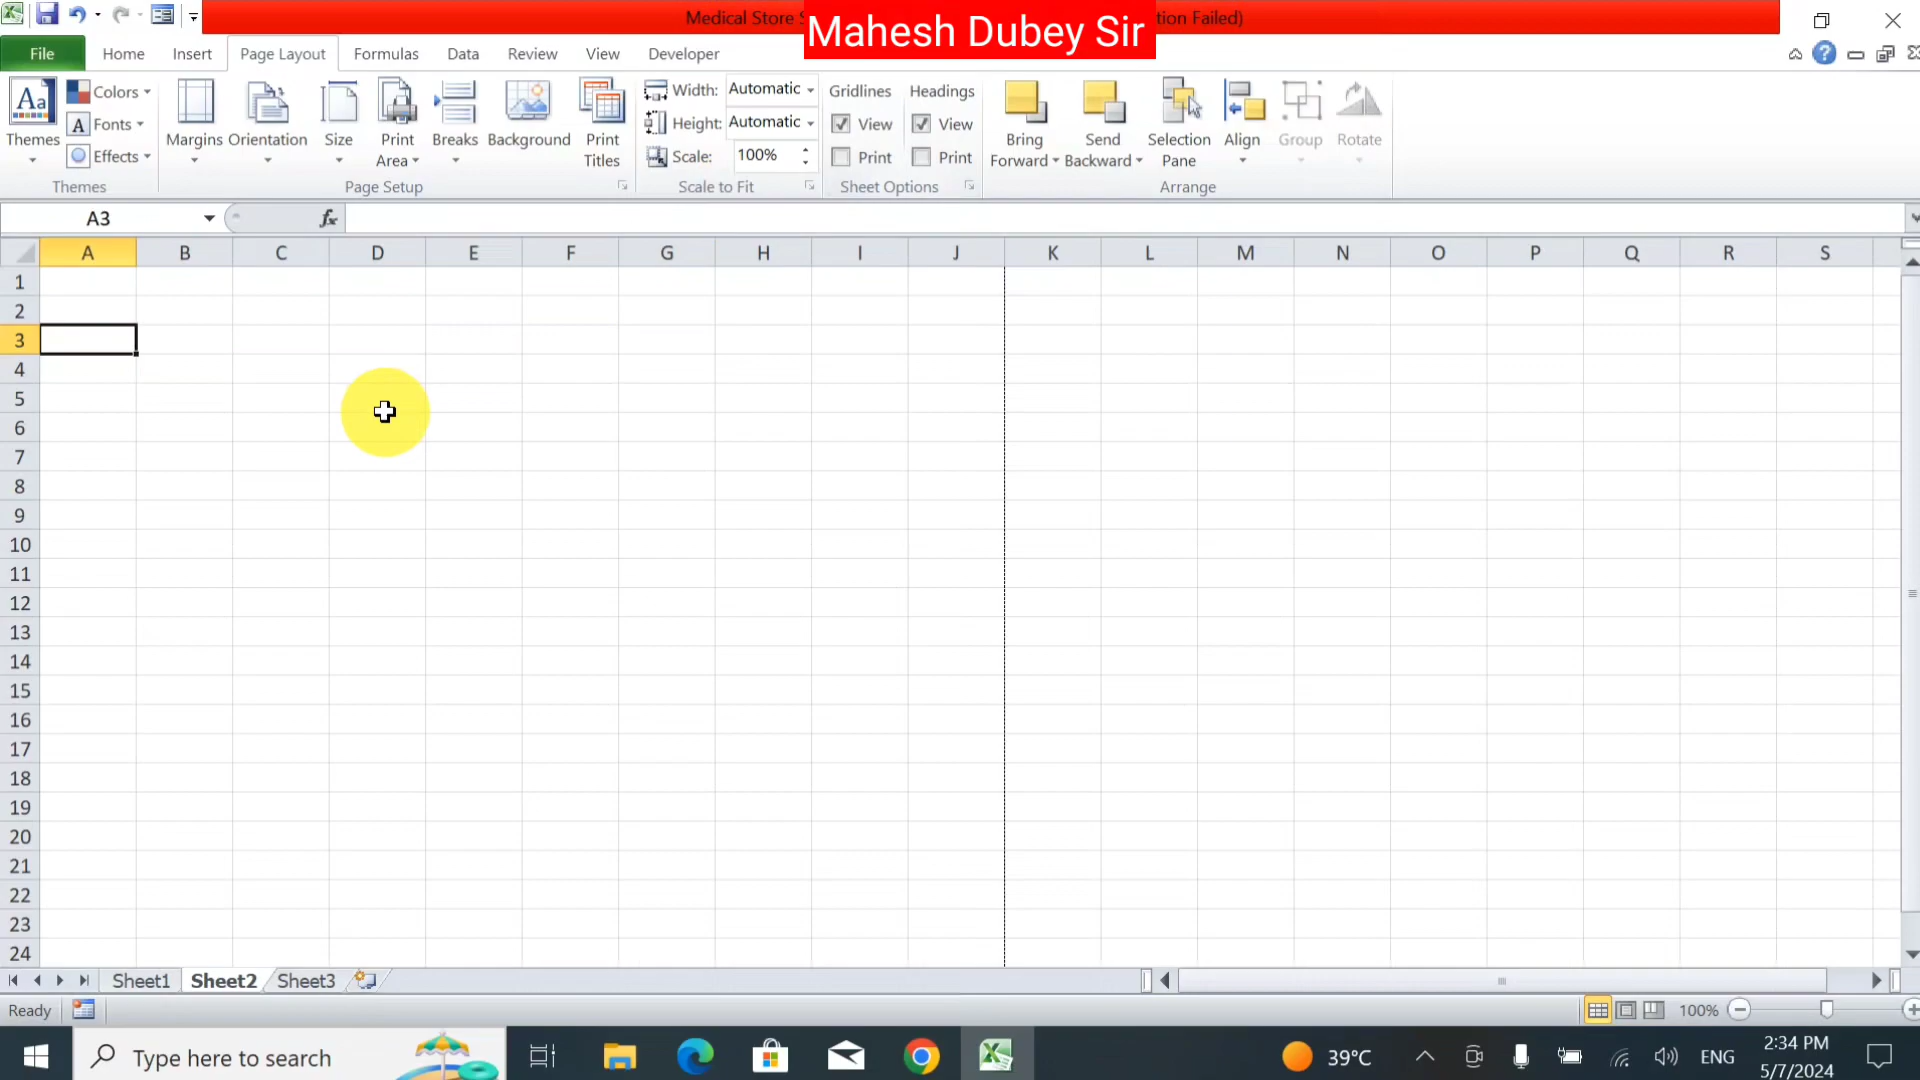 Medical Store S
Mahesh Dubey Sir
tion Failed)
File Home Insert Page Layout Formulas Data Review View Developer
Themes
Colors
Fonts
Effects
Themes
Margins
Orientation
Size
Print Area
Breaks
Background
Print Titles
Page Setup
Width: Automatic
Height: Automatic
Scale: 100%
Scale to Fit
Gridlines Headings
View View
Print Print
Sheet Options
Bring Forward
Send Backward
Selection Pane
Align
Group
Rotate
Arrange
A3 fx
A B C D E F G H I J K L M N O P Q R S
1
2
3
4
5
6
7
8
9
10
11
12
13
14
15
16
17
18
19
20
21
22
23
24
Sheet1 Sheet2 Sheet3
Ready 100%
Type here to search
39°C
ENG
2:34 PM
5/7/2024